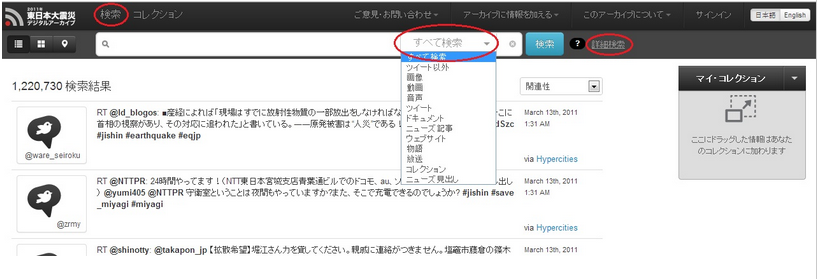 2011年
東日本大震災
デジタルアーカイブ
検索 コレクション ご意見・お問い合わせ アーカイブに情報を加える このアーカイブについて サインイン 日本語 English
すべて検索 検索 ? 詳細検索
すべて検索
ツイート以外
画像
動画
音声
ツイート
ドキュメント
ニューズ記事
ウェブサイト
物語
放送
コレクション
ニューズ見出し
1,220,730 検索結果 関連性
マイ・コレクション
ここにドラッグした情報はあなた
のコレクションに加わります
RT @ld_blogos: ■産経によれば「現場はすでに放射性物質の一部放出をしなければな
首相の視察があり、その対応に追われた」と書いている。――原発被害は“人災である
dSzc
#jishin #earthquake #eqjp
@ware_seiroku
March 13th, 2011
1:31 AM
via Hypercities
RT @NTTPR: 24時間やってます！（NTT東日本宮城支店青葉通ビルでのドコモ、au、ソ
）@yumi405 @NTTPR 守衛室ということは夜間もやっていますか?また、そこで充電できるのでしょうか? #jishin #save
_miyagi #miyagi
@zrmy
March 13th, 2011
1:31 AM
via Hypercities
RT @shinotty: @takapon_jp【拡散希望】堀江さん力を貸してください。親戚に連絡がつきません。塩竈市藤倉の篠木
March 13th, 2011